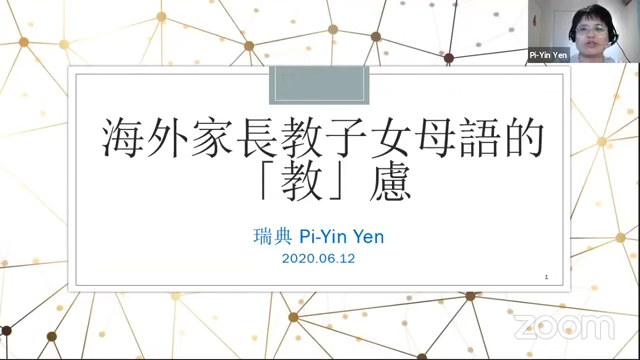 Pi-Yin Yen
海外家長教子女母語的
「教」慮
瑞典 Pi-Yin Yen
2020.06.12
1
zoom